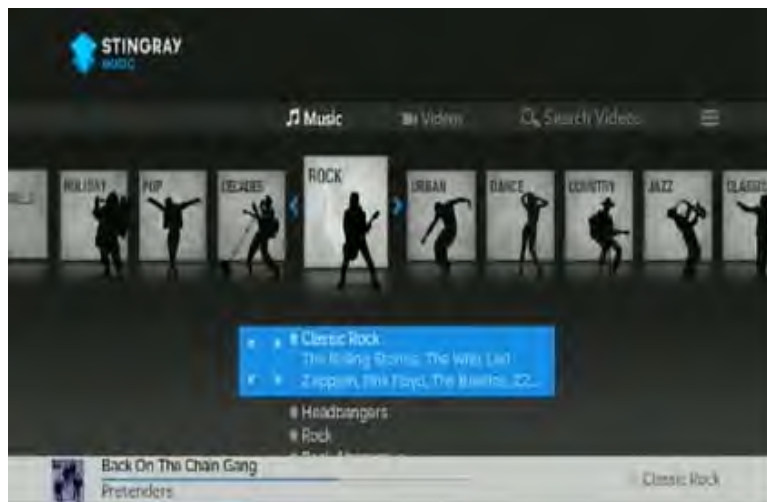 STINGRAY
MUSIC
Music Videos Search Videos
HOLIDAY POP DECADES ROCK URBAN DANCE COUNTRY JAZZ
Classic Rock
The Rolling Stones, The Who, Led
Zeppelin, Pink Floyd, The Beatles, ZZ...
Headbangers
Rock
Back On The Chain Gang
Pretenders
Classic Rock